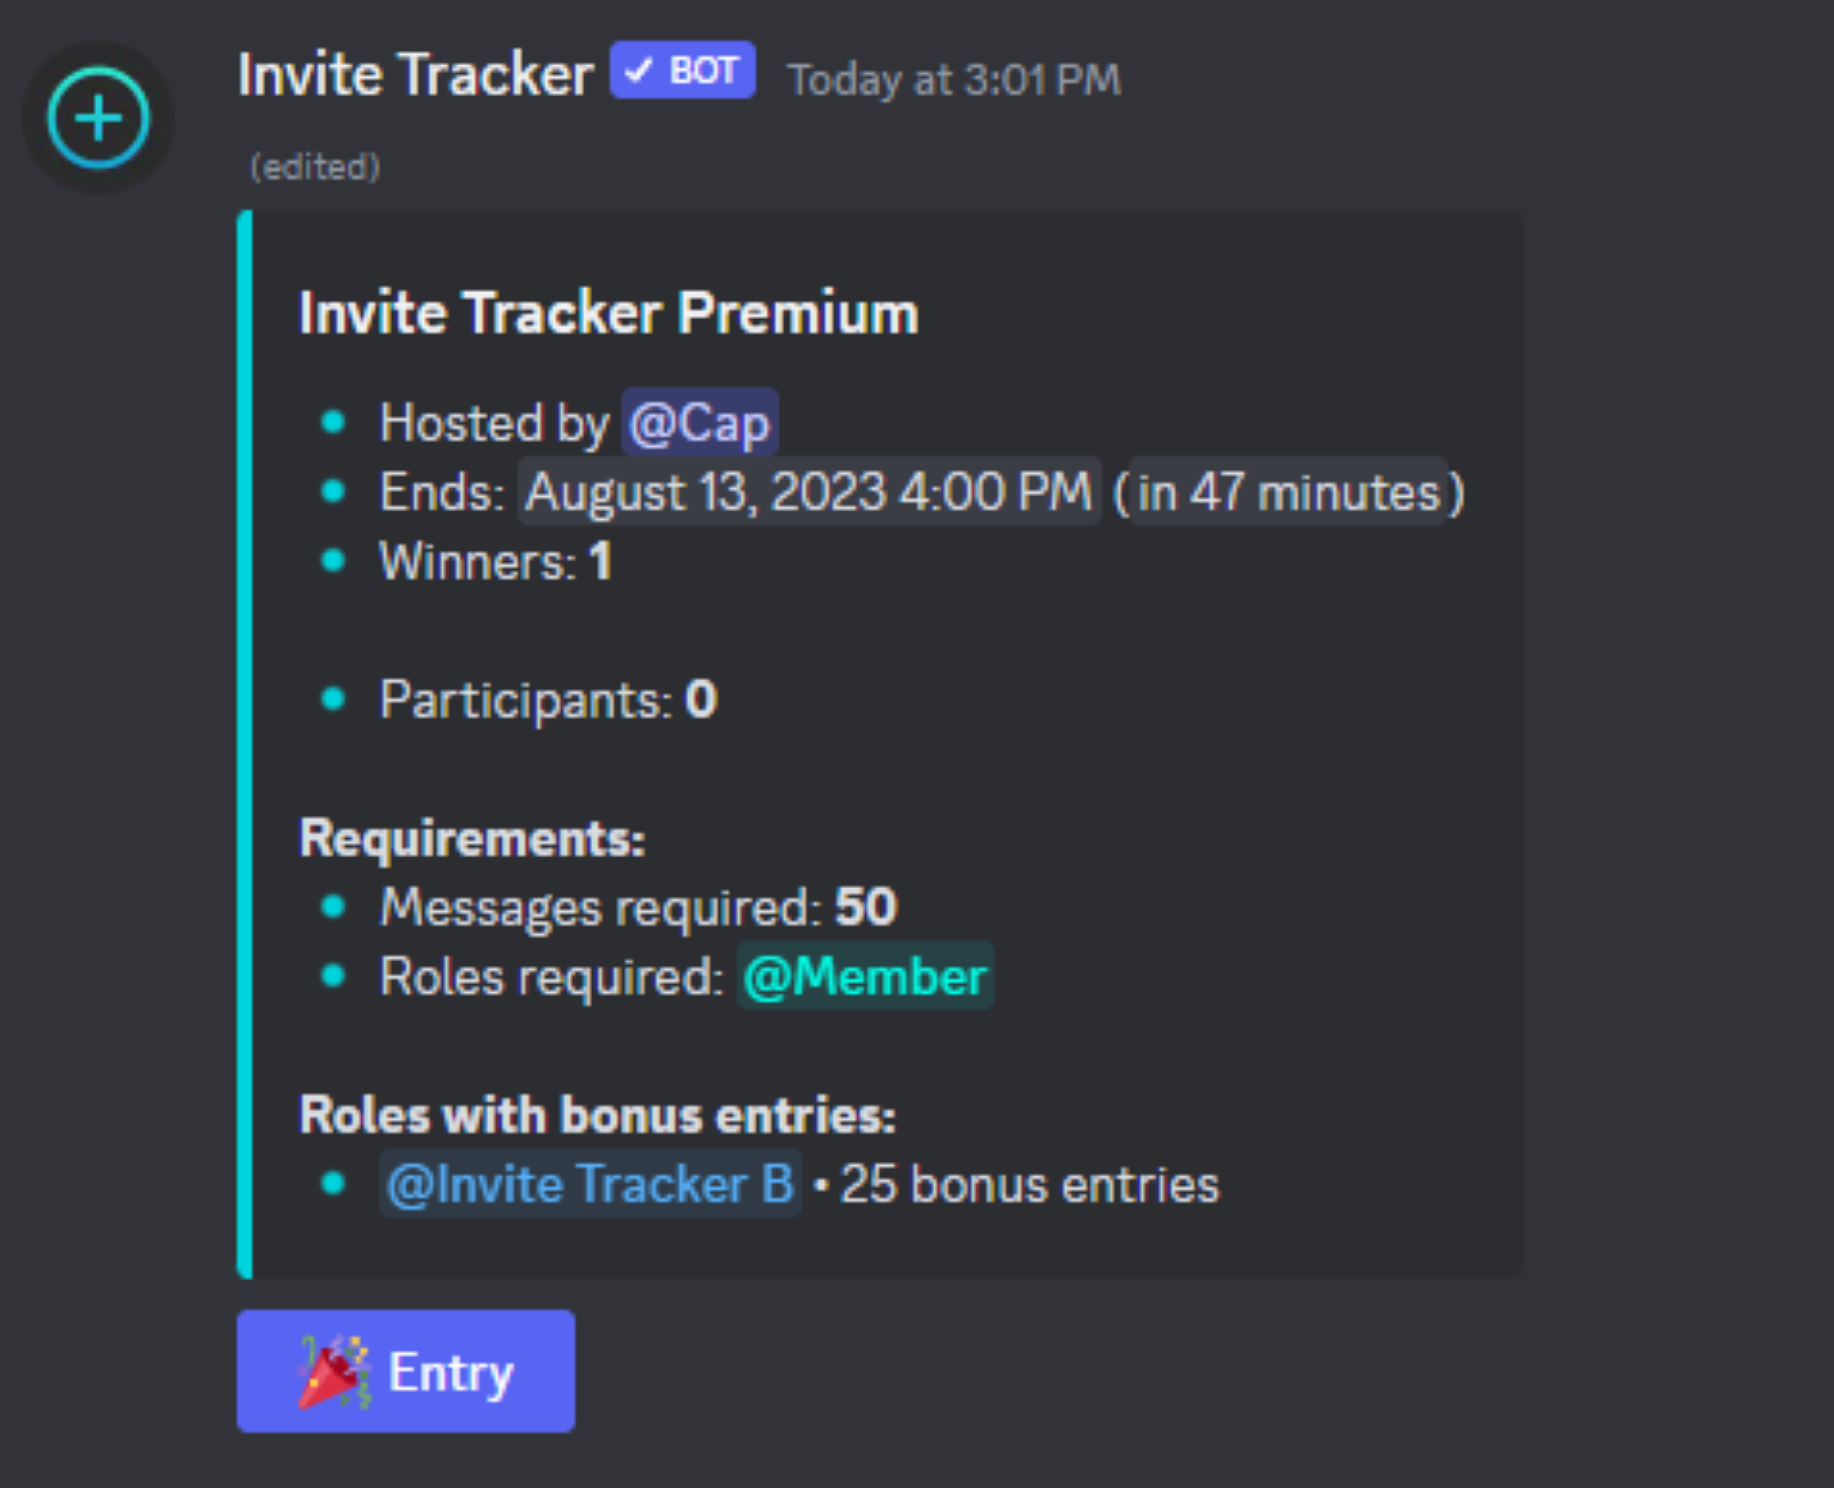 Invite Tracker ✓ BOT Today at 3:01 PM
(edited)
Invite Tracker Premium
• Hosted by @Cap
• Ends: August 13, 2023 4:00 PM (in 47 minutes)
• Winners: 1
• Participants: 0
Requirements:
• Messages required: 50
• Roles required: @Member
Roles with bonus entries:
• @Invite Tracker B • 25 bonus entries
🎉 Entry